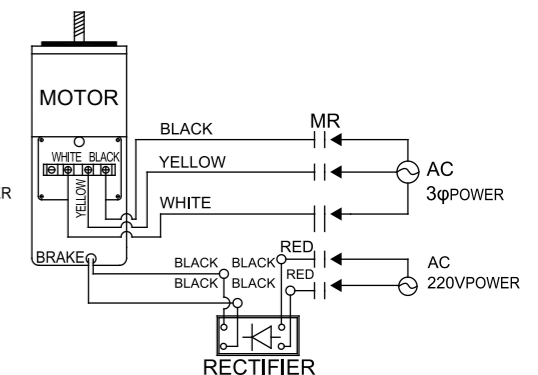 MOTOR
MR
BLACK
WHITE BLACK
YELLOW
YELLOW
AC
3φPOWER
ER
WHITE
BRAKE
RED
BLACK BLACK
AC
RED
BLACK BLACK
220VPOWER
RECTIFIER